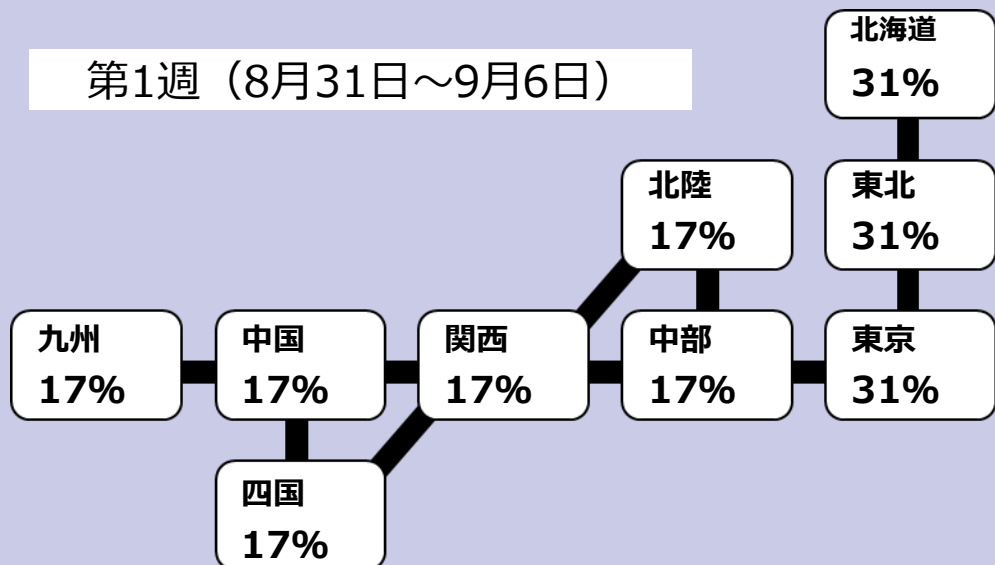 第1週（8月31日～9月6日）
北海道
31%
北陸
17%
東北
31%
九州
17%
中国
17%
関西
17%
中部
17%
東京
31%
四国
17%